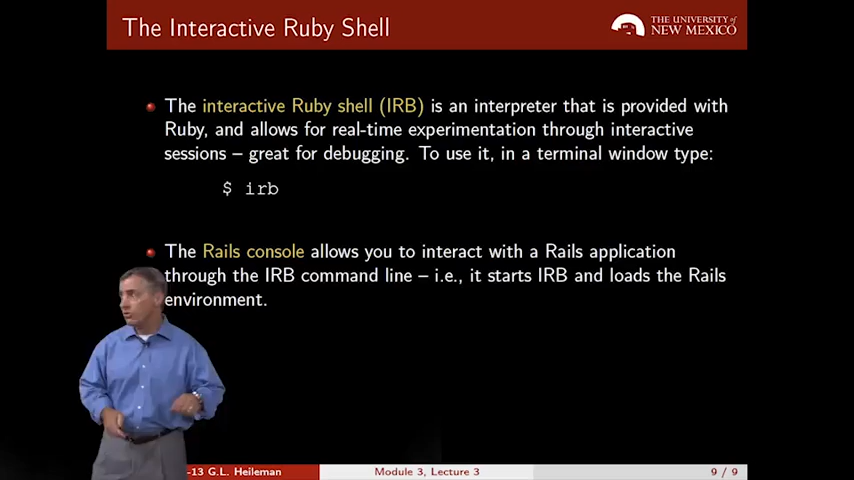 The Interactive Ruby Shell
THE UNIVERSITY of
NEW MEXICO
The interactive Ruby shell (IRB) is an interpreter that is provided with
Ruby, and allows for real-time experimentation through interactive
sessions – great for debugging. To use it, in a terminal window type:
$ irb
The Rails console allows you to interact with a Rails application
through the IRB command line – i.e., it starts IRB and loads the Rails
environment.
-13 G.L. Heileman
Module 3, Lecture 3
9 / 9